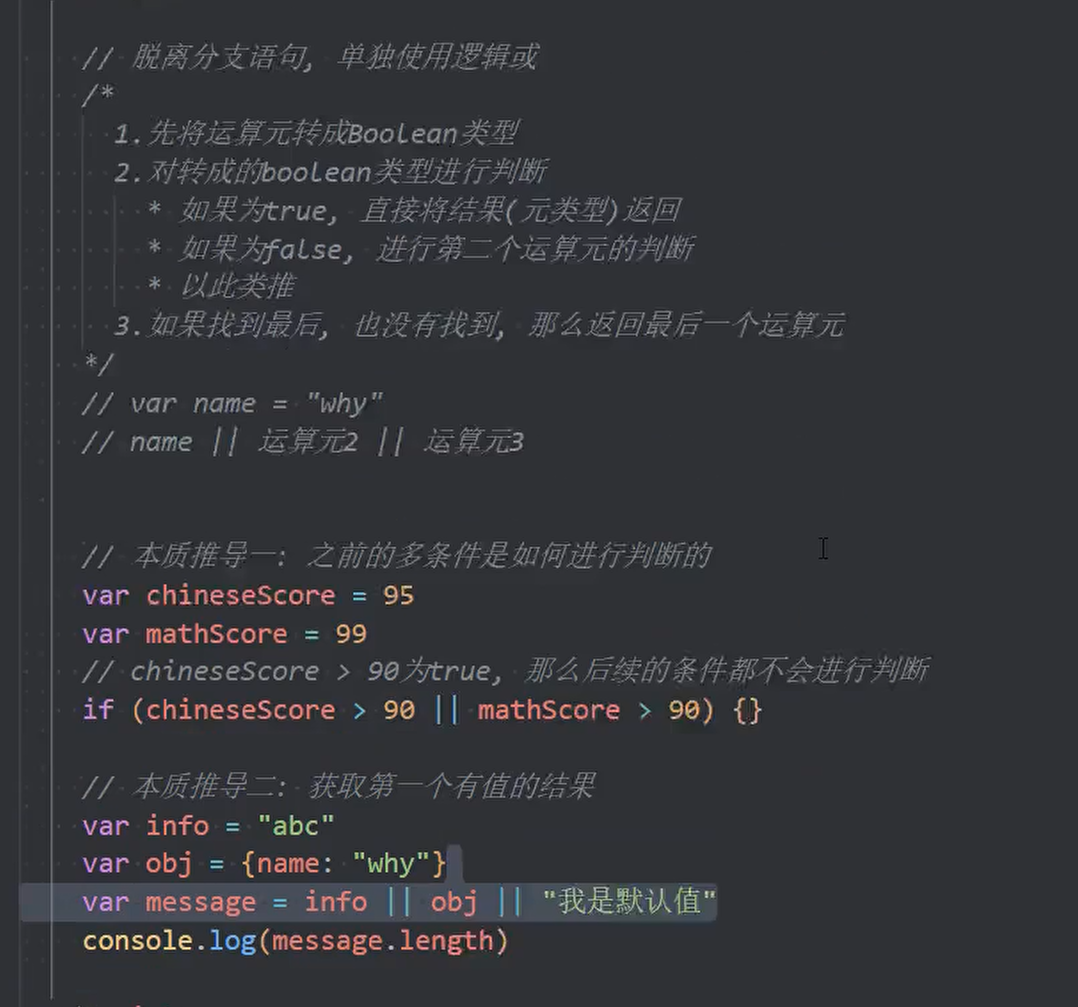 // 脱离分支语句, 单独使用逻辑或
/*
1.先将运算元转成Boolean类型
2.对转成的boolean类型进行判断
* 如果为true, 直接将结果(元类型)返回
* 如果为false, 进行第二个运算元的判断
* 以此类推
3.如果找到最后, 也没有找到, 那么返回最后一个运算元
*/
// var name = "why"
// name || 运算元2 || 运算元3
// 本质推导一: 之前的多条件是如何进行判断的
var chineseScore = 95
var mathScore = 99
// chineseScore > 90为true, 那么后续的条件都不会进行判断
if (chineseScore > 90 || mathScore > 90) {}
// 本质推导二: 获取第一个有值的结果
var info = "abc"
var obj = {name: "why"}
var message = info || obj || "我是默认值"
console.log(message.length)